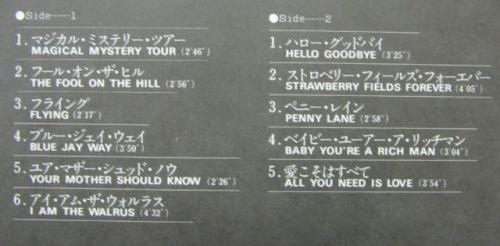 ●Side……1
1. マジカル・ミステリー・ツアー
MAGICAL MYSTERY TOUR (2'46")
2. フール・オン・ザ・ヒル
THE FOOL ON THE HILL (2'56")
3. フライング
FLYING (2'17")
4. ブルー・ジェイ・ウェイ
BLUE JAY WAY (3'50")
5. ユア・マザー・シュッド・ノウ
YOUR MOTHER SHOULD KNOW (2'26")
6. アイ・アム・ザ・ウォルラス
I AM THE WALRUS (4'32")
●Side……2
1. ハロー・グッドバイ
HELLO GOODBYE (3'25")
2. ストロベリー・フィールズ・フォーエバー
STRAWBERRY FIELDS FOREVER (4'05")
3. ペニー・レイン
PENNY LANE (2'58")
4. ベイビー・ユーアー・ア・リッチマン
BABY YOU'RE A RICH MAN (3'04")
5. 愛こそはすべて
ALL YOU NEED IS LOVE (3'54")